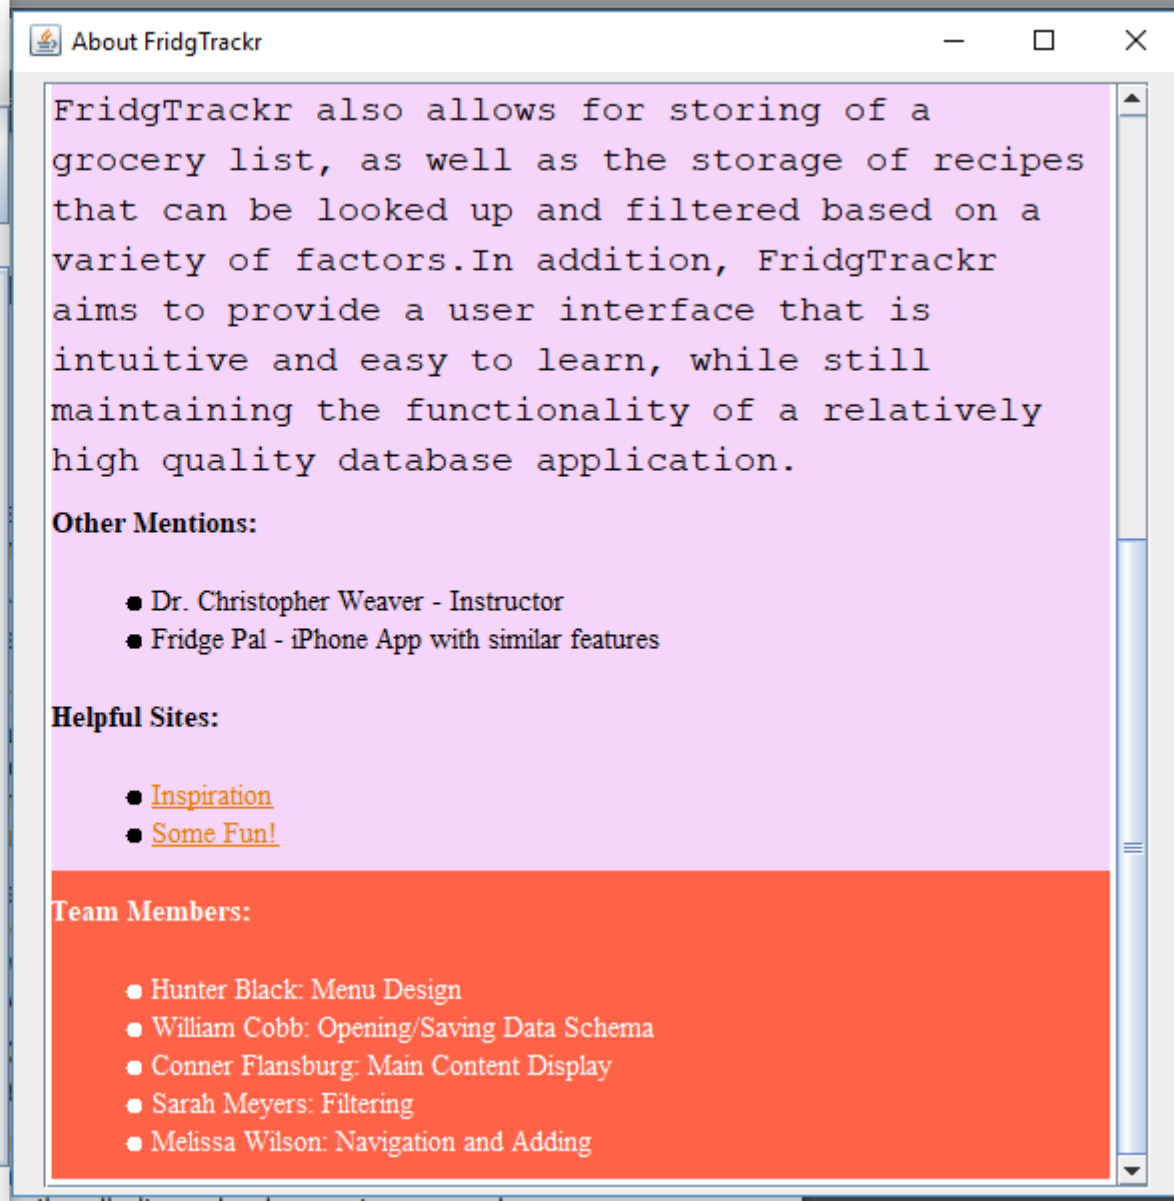 About FridgTrackr
FridgTrackr also allows for storing of a
grocery list, as well as the storage of recipes
that can be looked up and filtered based on a
variety of factors.In addition, FridgTrackr
aims to provide a user interface that is
intuitive and easy to learn, while still
maintaining the functionality of a relatively
high quality database application.
Other Mentions:
Dr. Christopher Weaver - Instructor
Fridge Pal - iPhone App with similar features
Helpful Sites:
Inspiration
Some Fun!
Team Members:
Hunter Black: Menu Design
William Cobb: Opening/Saving Data Schema
Conner Flansburg: Main Content Display
Sarah Meyers: Filtering
Melissa Wilson: Navigation and Adding